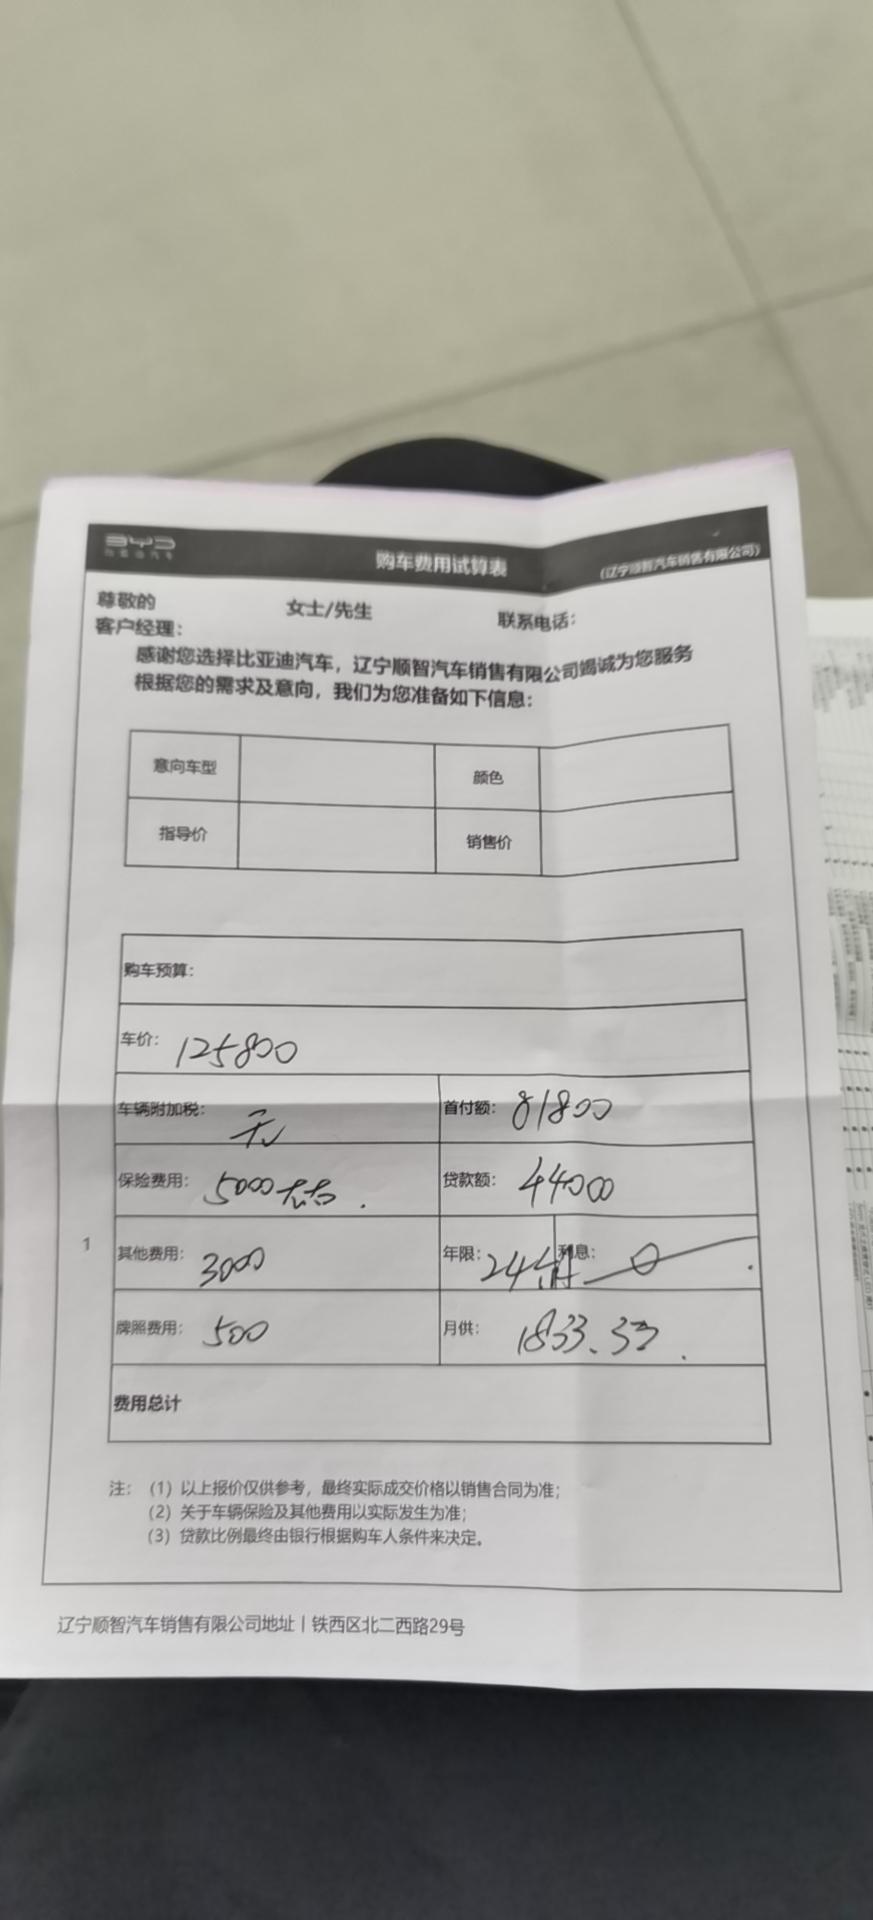 BYD
比亚迪汽车
购车费用试算表
(辽宁顺智汽车销售有限公司)
尊敬的 女士/先生 联系电话:
客户经理:
感谢您选择比亚迪汽车，辽宁顺智汽车销售有限公司竭诚为您服务
根据您的需求及意向，我们为您准备如下信息:
意向车型 颜色
指导价 销售价
购车预算:
车价: 125800
车辆附加税: 无 首付额: 81800
保险费用: 5000左右. 贷款额: 44000
1 其他费用: 3000 年限: 24 利息: 0
牌照费用: 500 月供: 1833.33.
费用总计
注: (1) 以上报价仅供参考，最终实际成交价格以销售合同为准;
(2) 关于车辆保险及其他费用以实际发生为准;
(3) 贷款比例最终由银行根据购车人条件来决定。
辽宁顺智汽车销售有限公司地址|铁西区北二西路29号